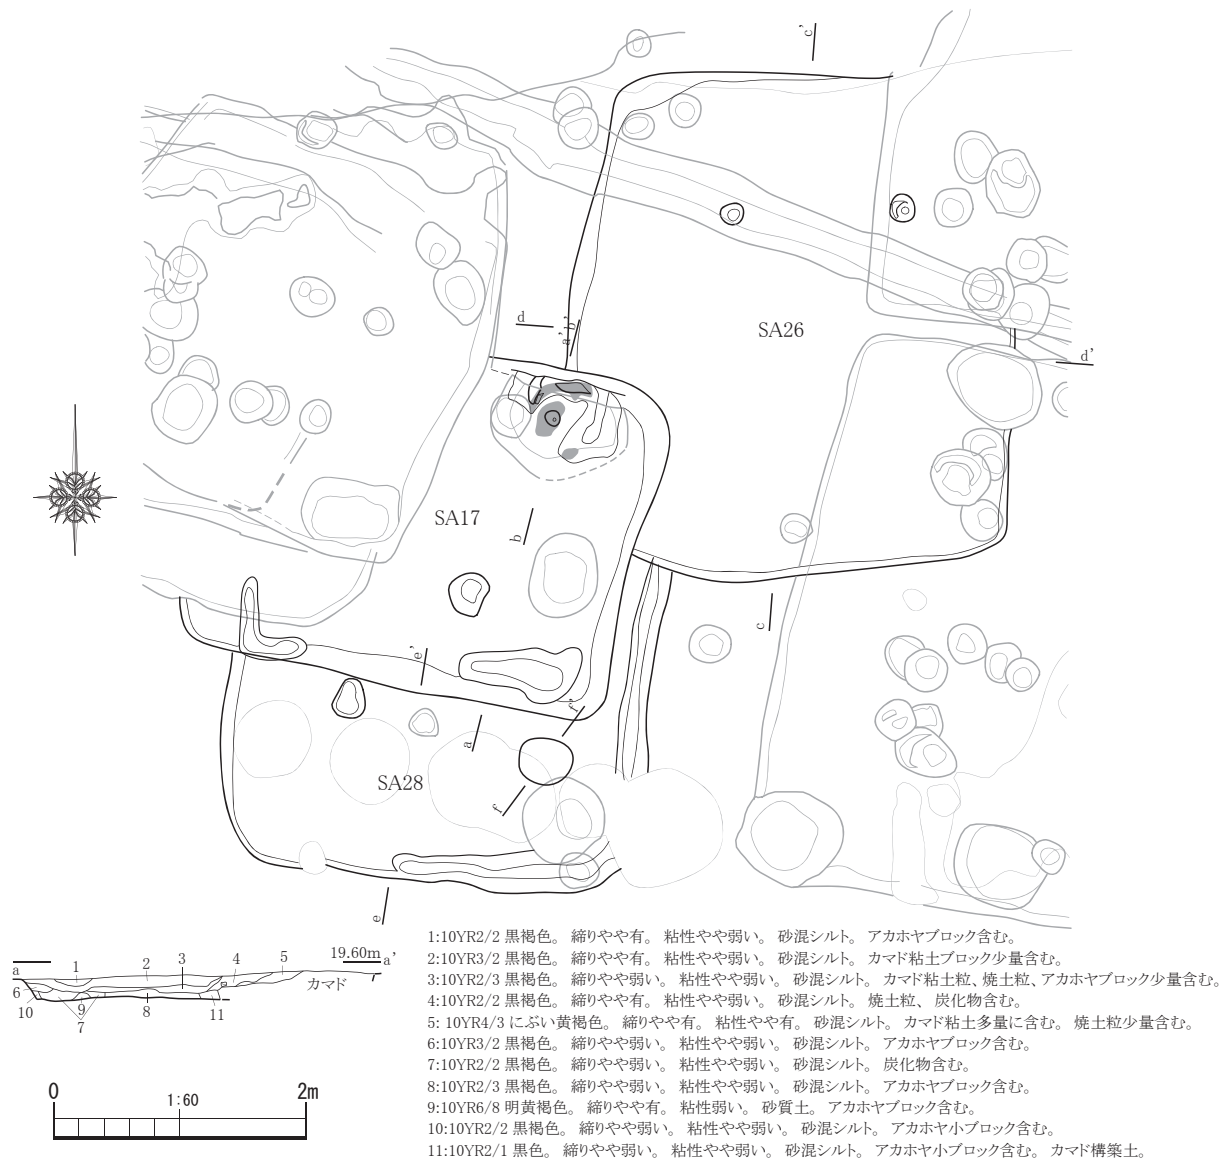 c'
d
a' b'
SA26
d'
SA17
b
c
e'
f'
a
SA28
f
e
19.60m
a
a'
1
2
3
4
5
カマド
6
10
9
7
8
11
0
1:60
2m
1:10YR2/2 黒褐色。 締りやや有。 粘性やや弱い。 砂混シルト。 アカホヤブロック含む。
2:10YR2/3 黒褐色。 締りやや有。 粘性やや弱い。 砂混シルト。 カマド粘土ブロック少量含む。
3:10YR2/3 黒褐色。 締りやや弱い。 粘性やや弱い。 砂混シルト。 カマド粘土粒、焼土粒、アカホヤブロック少量含む。
4:10YR2/2 黒褐色。 締りやや有。 粘性やや弱い。 砂混シルト。 焼土粒、 炭化物含む。
5: 10YR4/3 にぶい黄褐色。 締りやや有。 粘性やや有。 砂混シルト。 カマド粘土多量に含む。 焼土粒少量含む。
6:10YR3/2 黒褐色。 締りやや弱い。 粘性やや弱い。 砂混シルト。 アカホヤブロック含む。
7:10YR2/2 黒褐色。 締りやや弱い。 粘性やや弱い。 砂混シルト。 炭化物含む。
8:10YR2/3 黒褐色。 締りやや弱い。 粘性やや弱い。 砂混シルト。 アカホヤブロック含む。
9:10YR6/8 明黄褐色。 締りやや有。 粘性弱い。 砂質土。 アカホヤブロック含む。
10:10YR2/2 黒褐色。 締りやや弱い。 粘性やや弱い。 砂混シルト。 アカホヤ小ブロック含む。
11:10YR2/1 黒色。 締りやや弱い。 粘性やや弱い。 砂混シルト。 アカホヤ小ブロック含む。 カマド構築土。